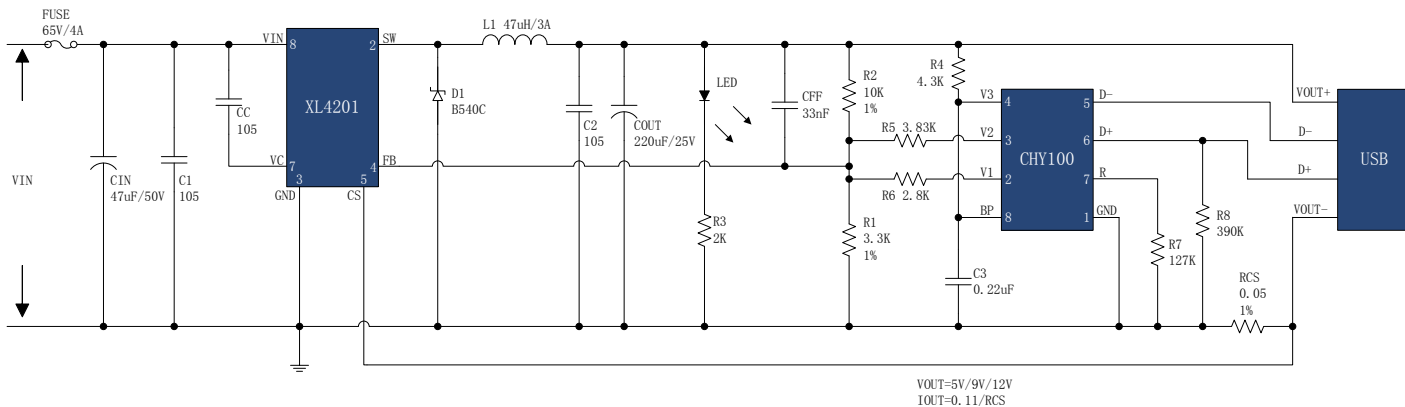 FUSE
65V/4A
VIN
8
2
SW
L1 47uH/3A
XL4201
CC
105
VC
7
4
FB
3
5
GND
CS
VIN
CIN
47uF/50V
C1
105
D1
B540C
C2
105
COUT
220uF/25V
LED
R3
2K
CFF
33nF
R2
10K
1%
R1
3.3K
1%
R4
4.3K
R5 3.83K
R6 2.8K
V3
V2
V1
BP
4
3
2
8
CHY100
5
6
7
1
D-
D+
R
GND
C3
0.22uF
R7
127K
R8
390K
RCS
0.05
1%
VOUT+
D-
D+
VOUT-
USB
VOUT=5V/9V/12V
IOUT=0.11/RCS